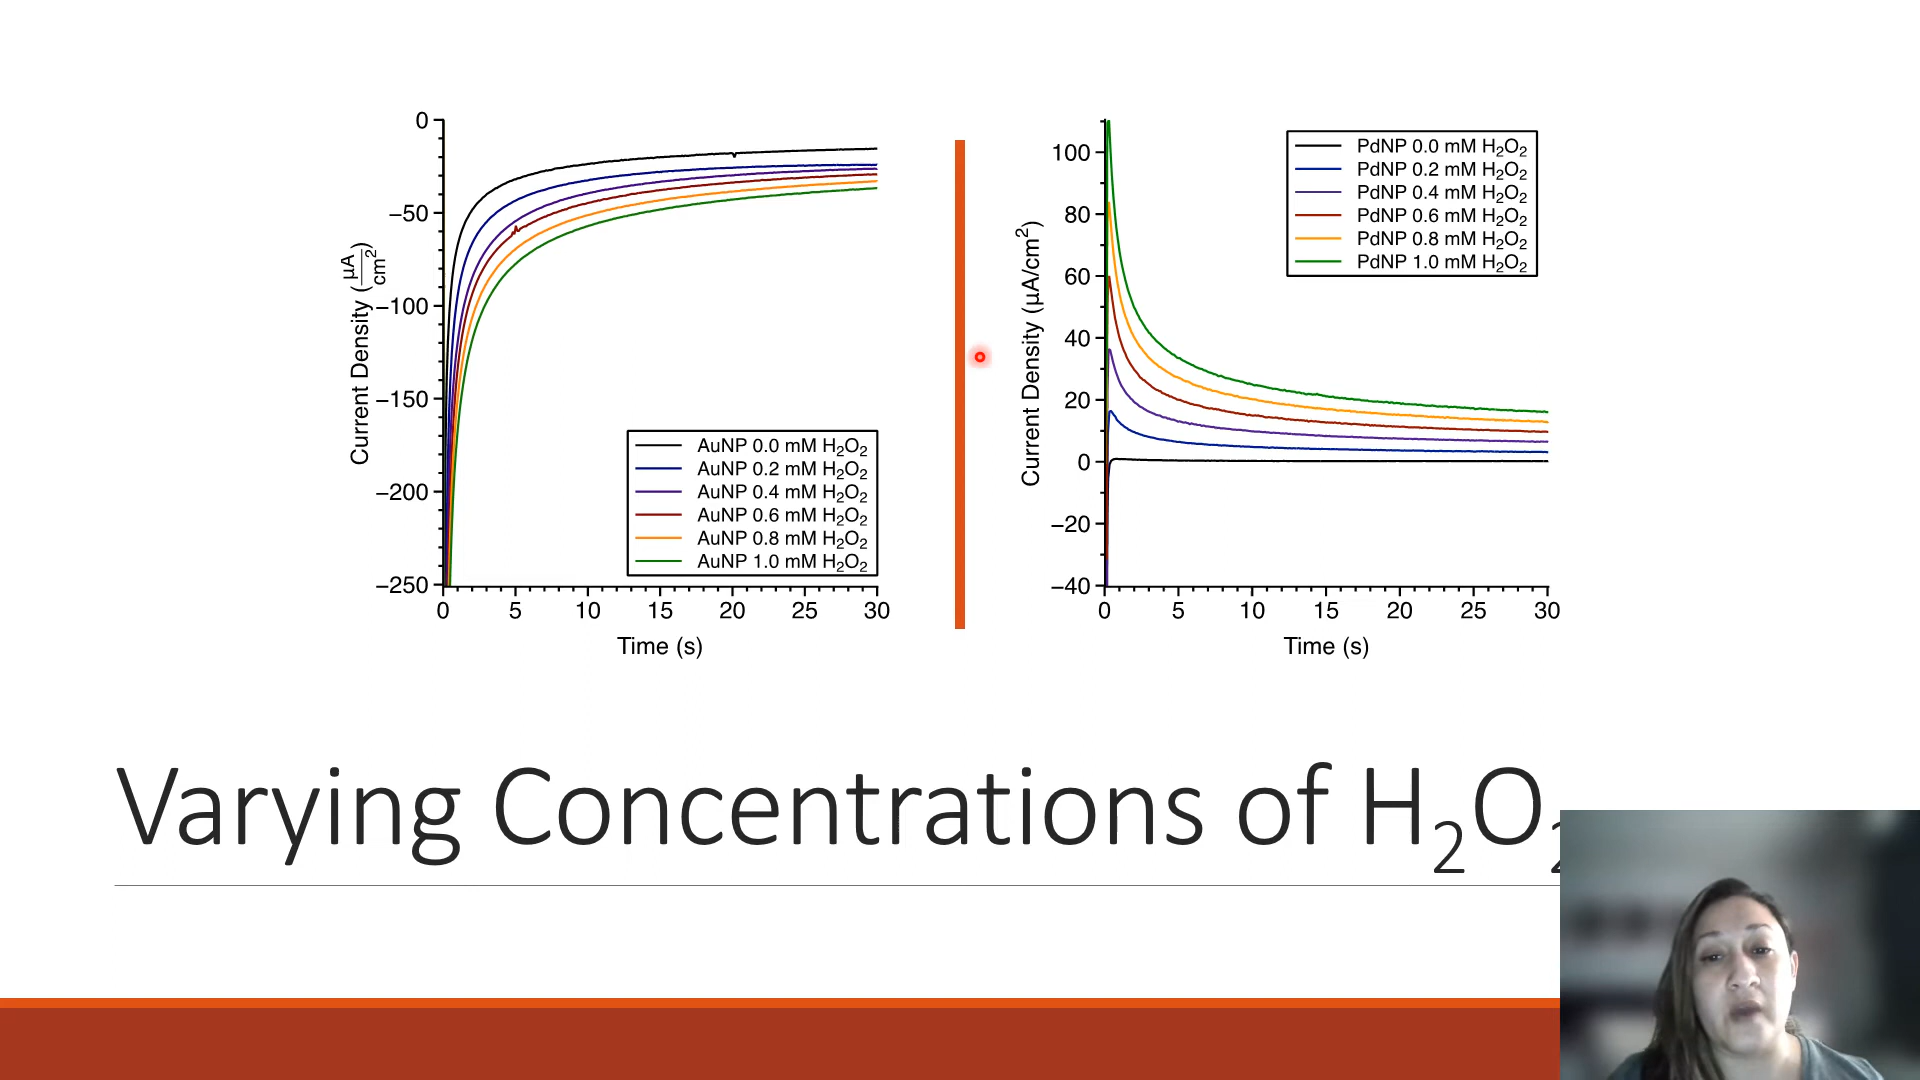 0
−50
−100
−150
−200
−250
0 5 10 15 20 25 30
Time (s)
Current Density (µA/cm²)
AuNP 0.0 mM H₂O₂
AuNP 0.2 mM H₂O₂
AuNP 0.4 mM H₂O₂
AuNP 0.6 mM H₂O₂
AuNP 0.8 mM H₂O₂
AuNP 1.0 mM H₂O₂
100
80
60
40
20
0
−20
−40
0 5 10 15 20 25 30
Time (s)
Current Density (µA/cm²)
PdNP 0.0 mM H₂O₂
PdNP 0.2 mM H₂O₂
PdNP 0.4 mM H₂O₂
PdNP 0.6 mM H₂O₂
PdNP 0.8 mM H₂O₂
PdNP 1.0 mM H₂O₂
Varying Concentrations of H₂O₂